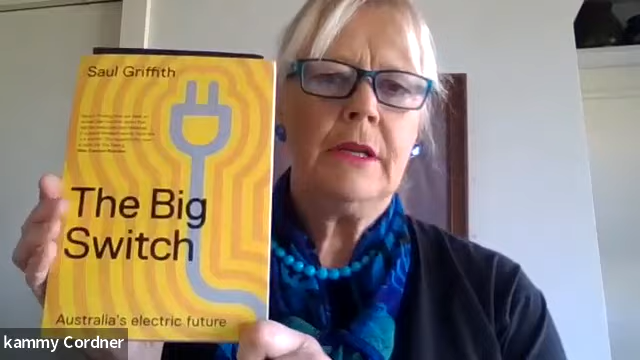 Saul Griffith
The Big
Switch
Australia's electric future
kammy Cordner